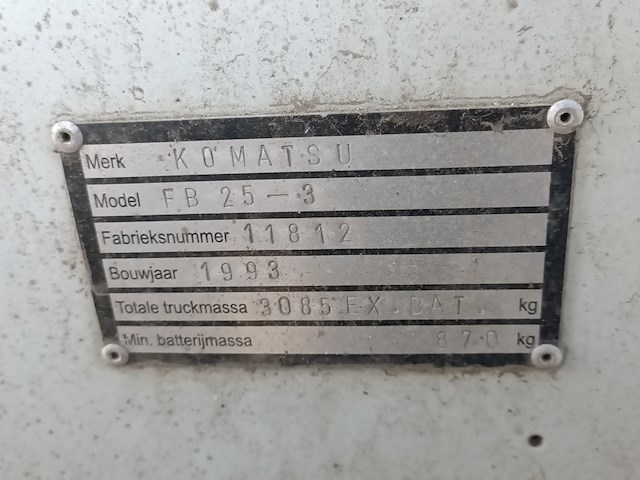 Merk KOMATSU
Model FB 25-3
Fabrieksnummer 11812
Bouwjaar 1993
Totale truckmassa 3085 EX.BAT. kg
Min. batterijmassa 870 kg